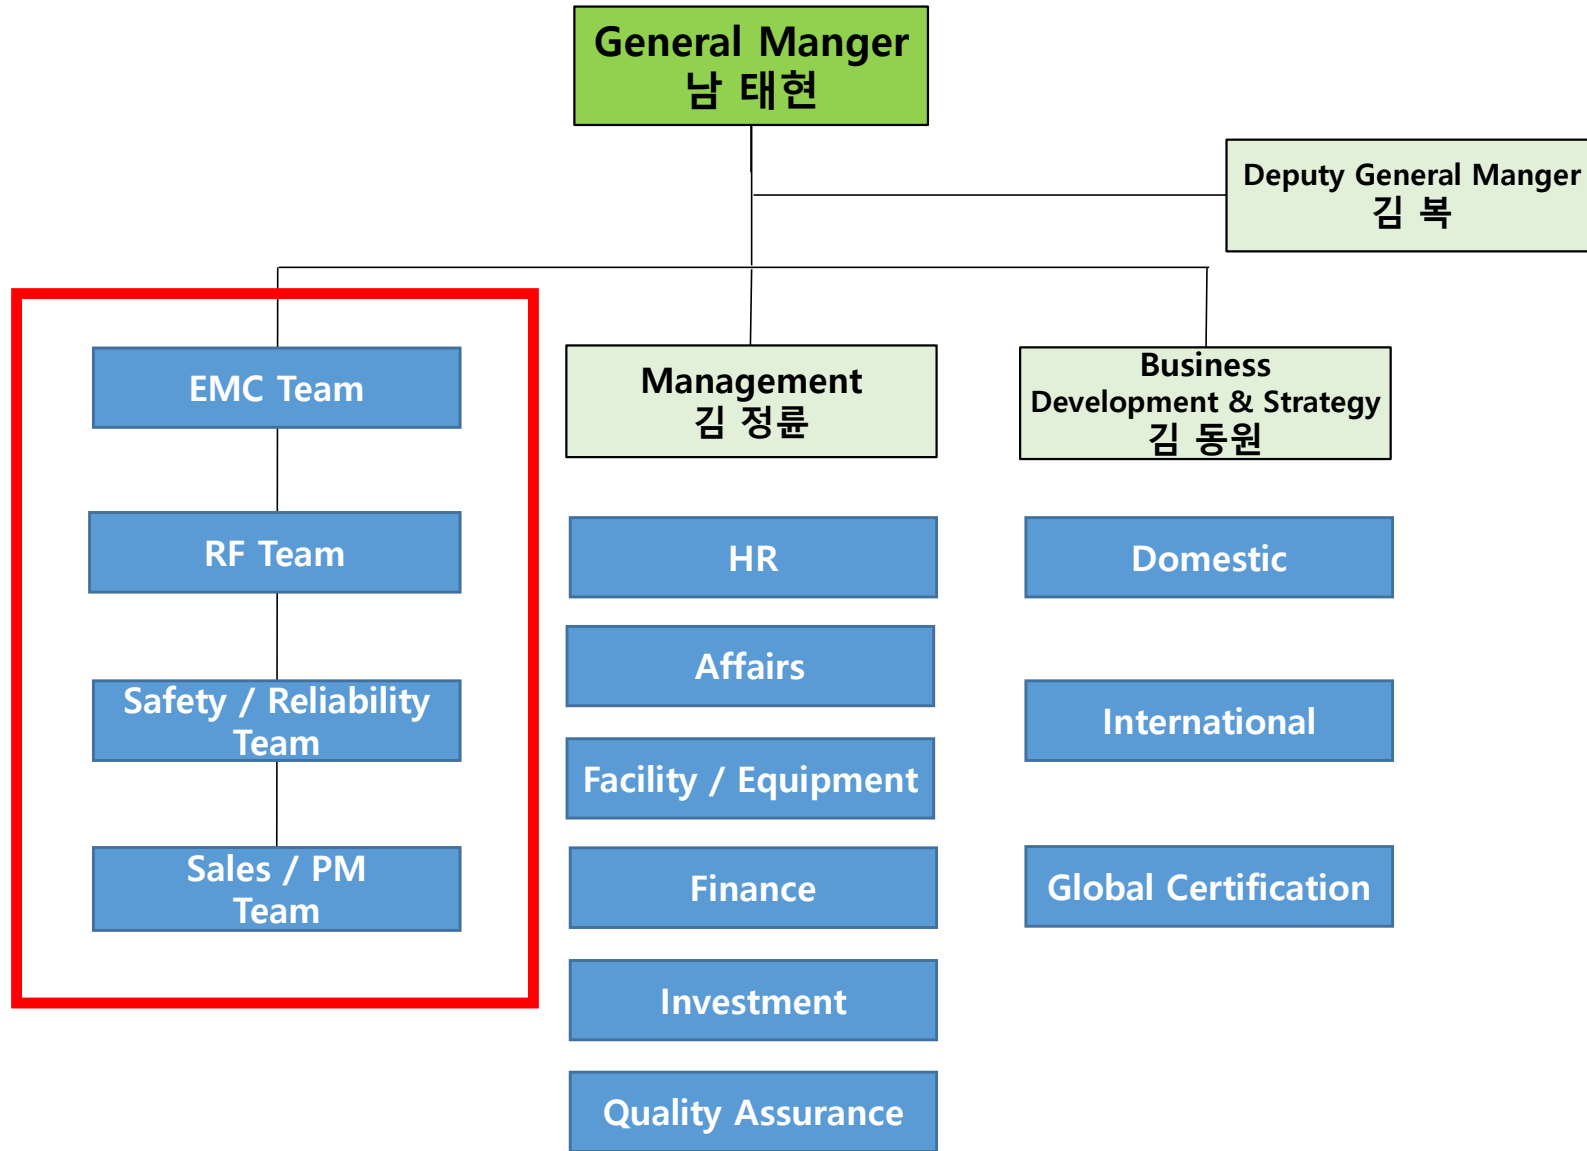 General Manger
남 태현
Deputy General Manger
김 복
EMC Team
RF Team
Safety / Reliability
Team
Sales / PM
Team
Management
김 정륜
HR
Affairs
Facility / Equipment
Finance
Investment
Quality Assurance
Business
Development & Strategy
김 동원
Domestic
International
Global Certification